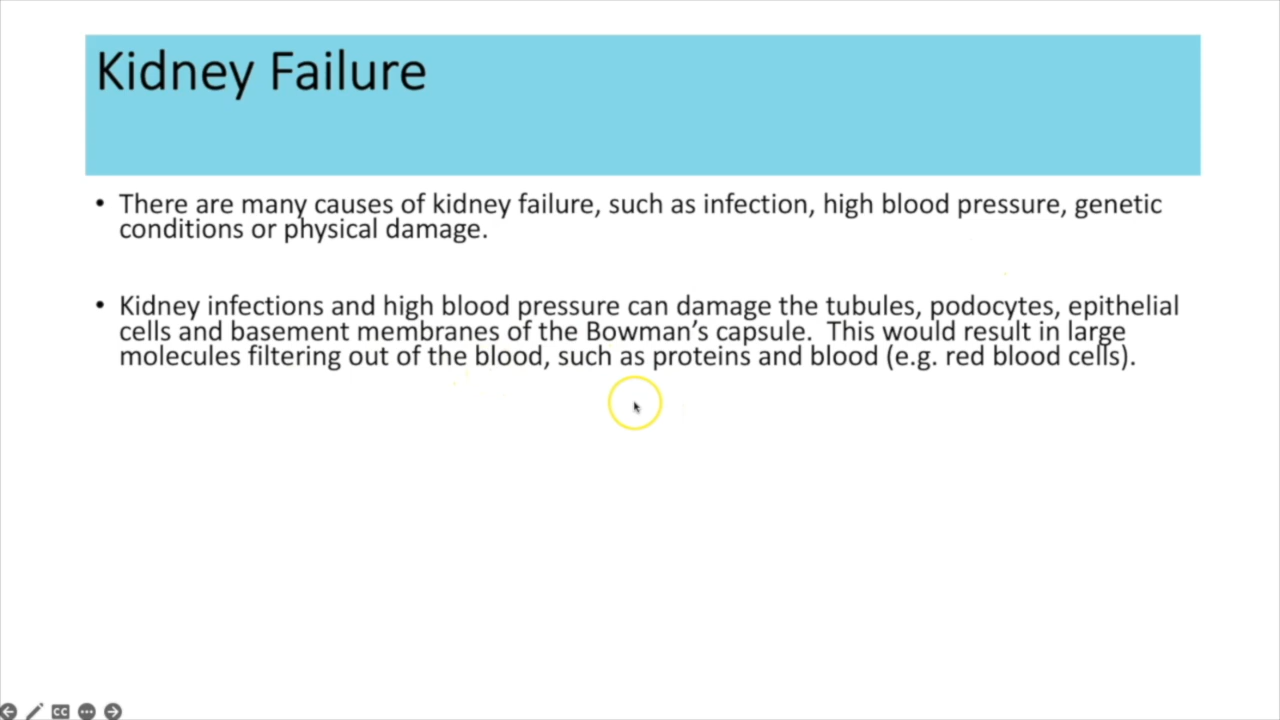 Kidney Failure
• There are many causes of kidney failure, such as infection, high blood pressure, genetic
conditions or physical damage.
• Kidney infections and high blood pressure can damage the tubules, podocytes, epithelial
cells and basement membranes of the Bowman’s capsule.  This would result in large
molecules filtering out of the blood, such as proteins and blood (e.g. red blood cells).
CC